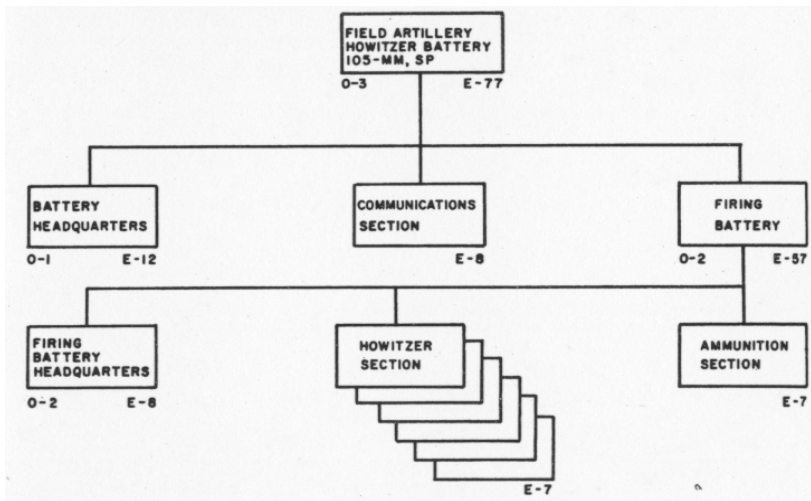 FIELD ARTILLERY
HOWITZER BATTERY
105-MM, SP
O-3 E-77
BATTERY
HEADQUARTERS
O-1 E-12
COMMUNICATIONS
SECTION
E-8
FIRING
BATTERY
O-2 E-57
FIRING
BATTERY
HEADQUARTERS
O-2 E-8
HOWITZER
SECTION
E-7
AMMUNITION
SECTION
E-7